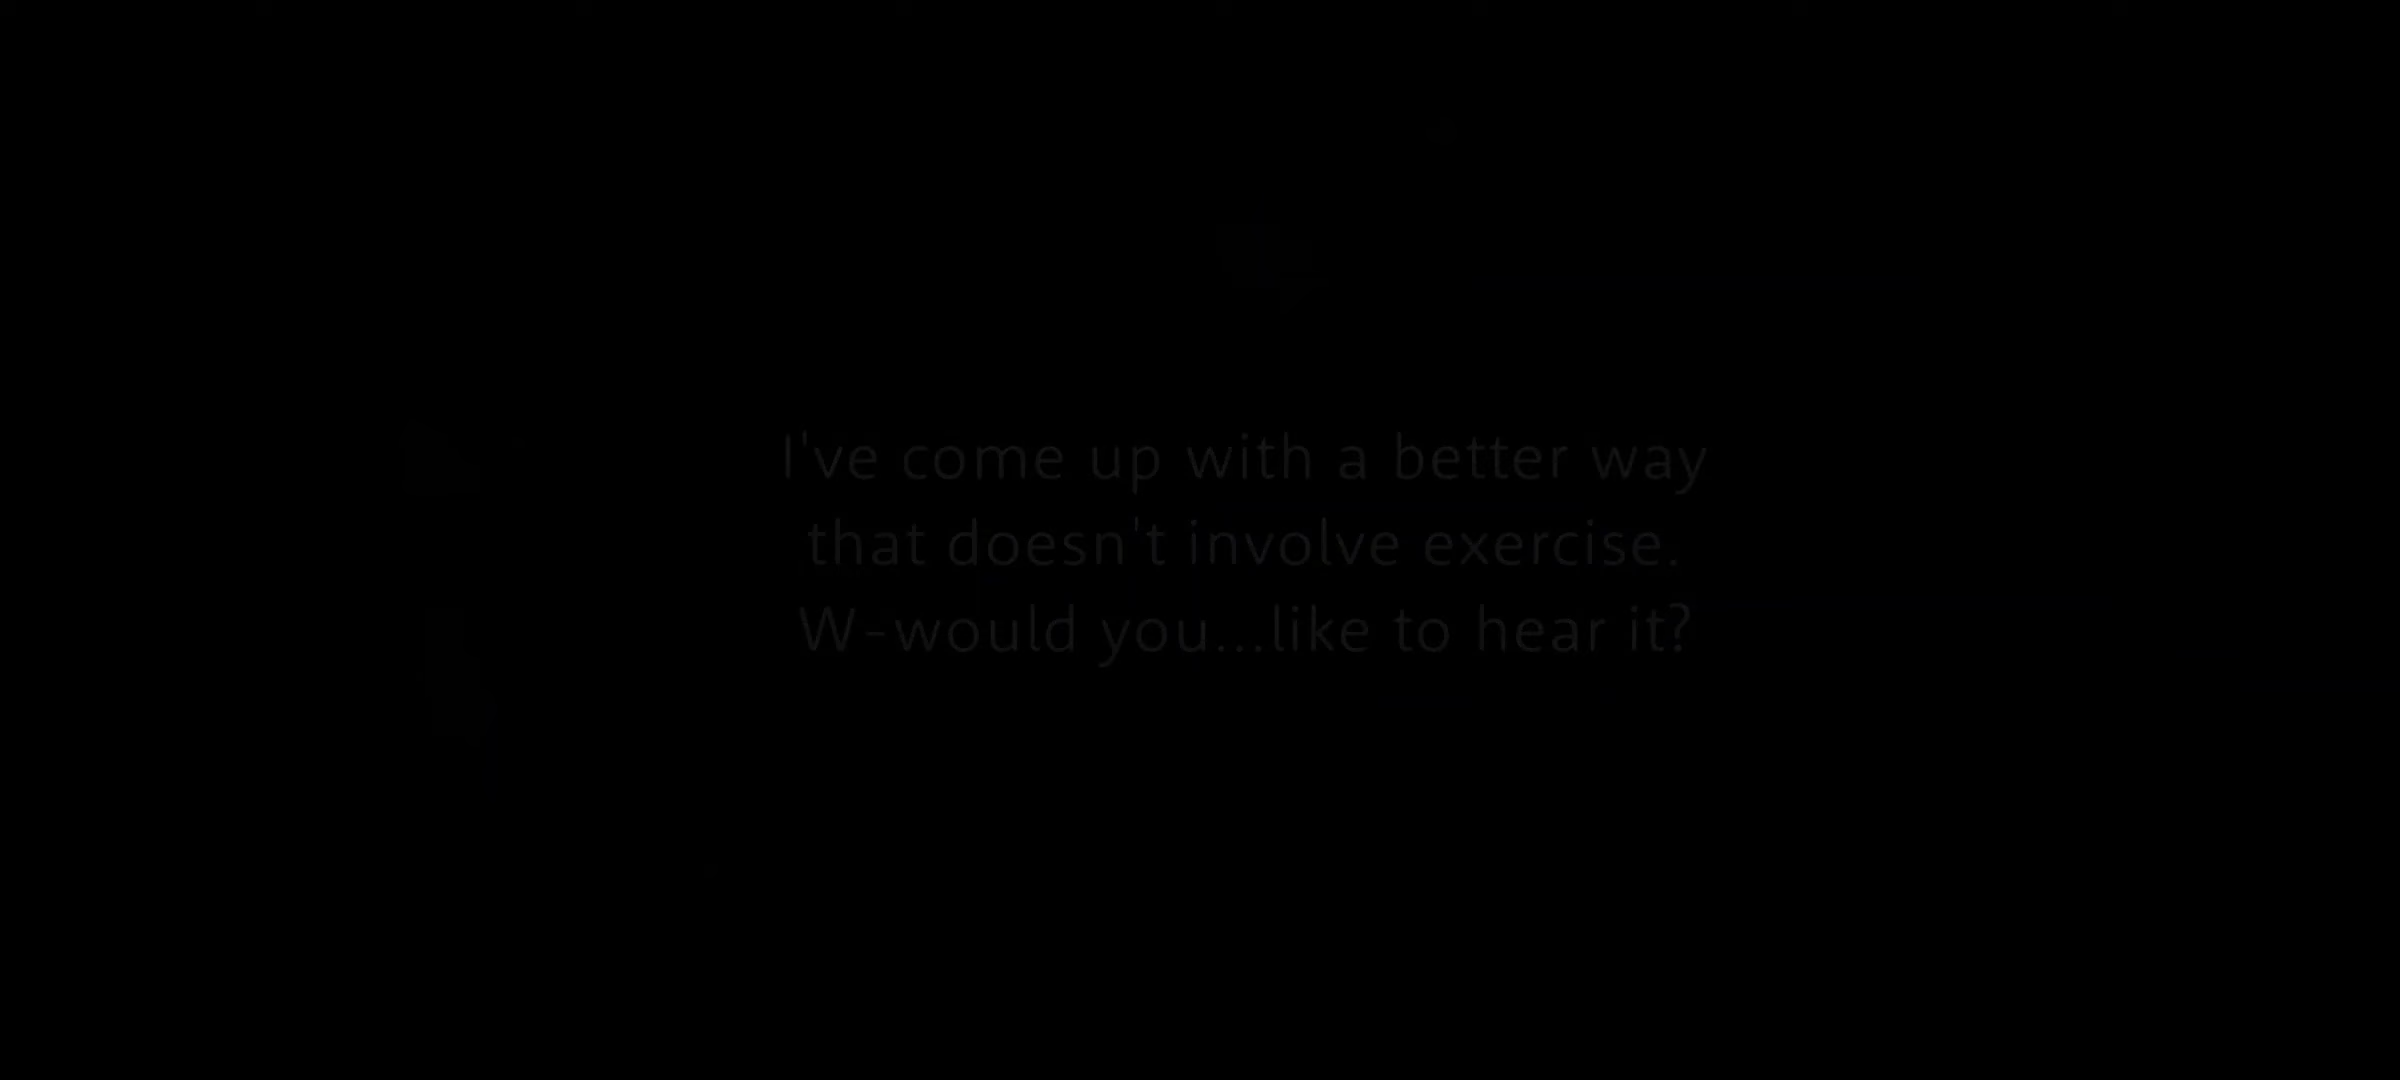 I've come up with a better way
that doesn't involve exercise.
W-would you...like to hear it?